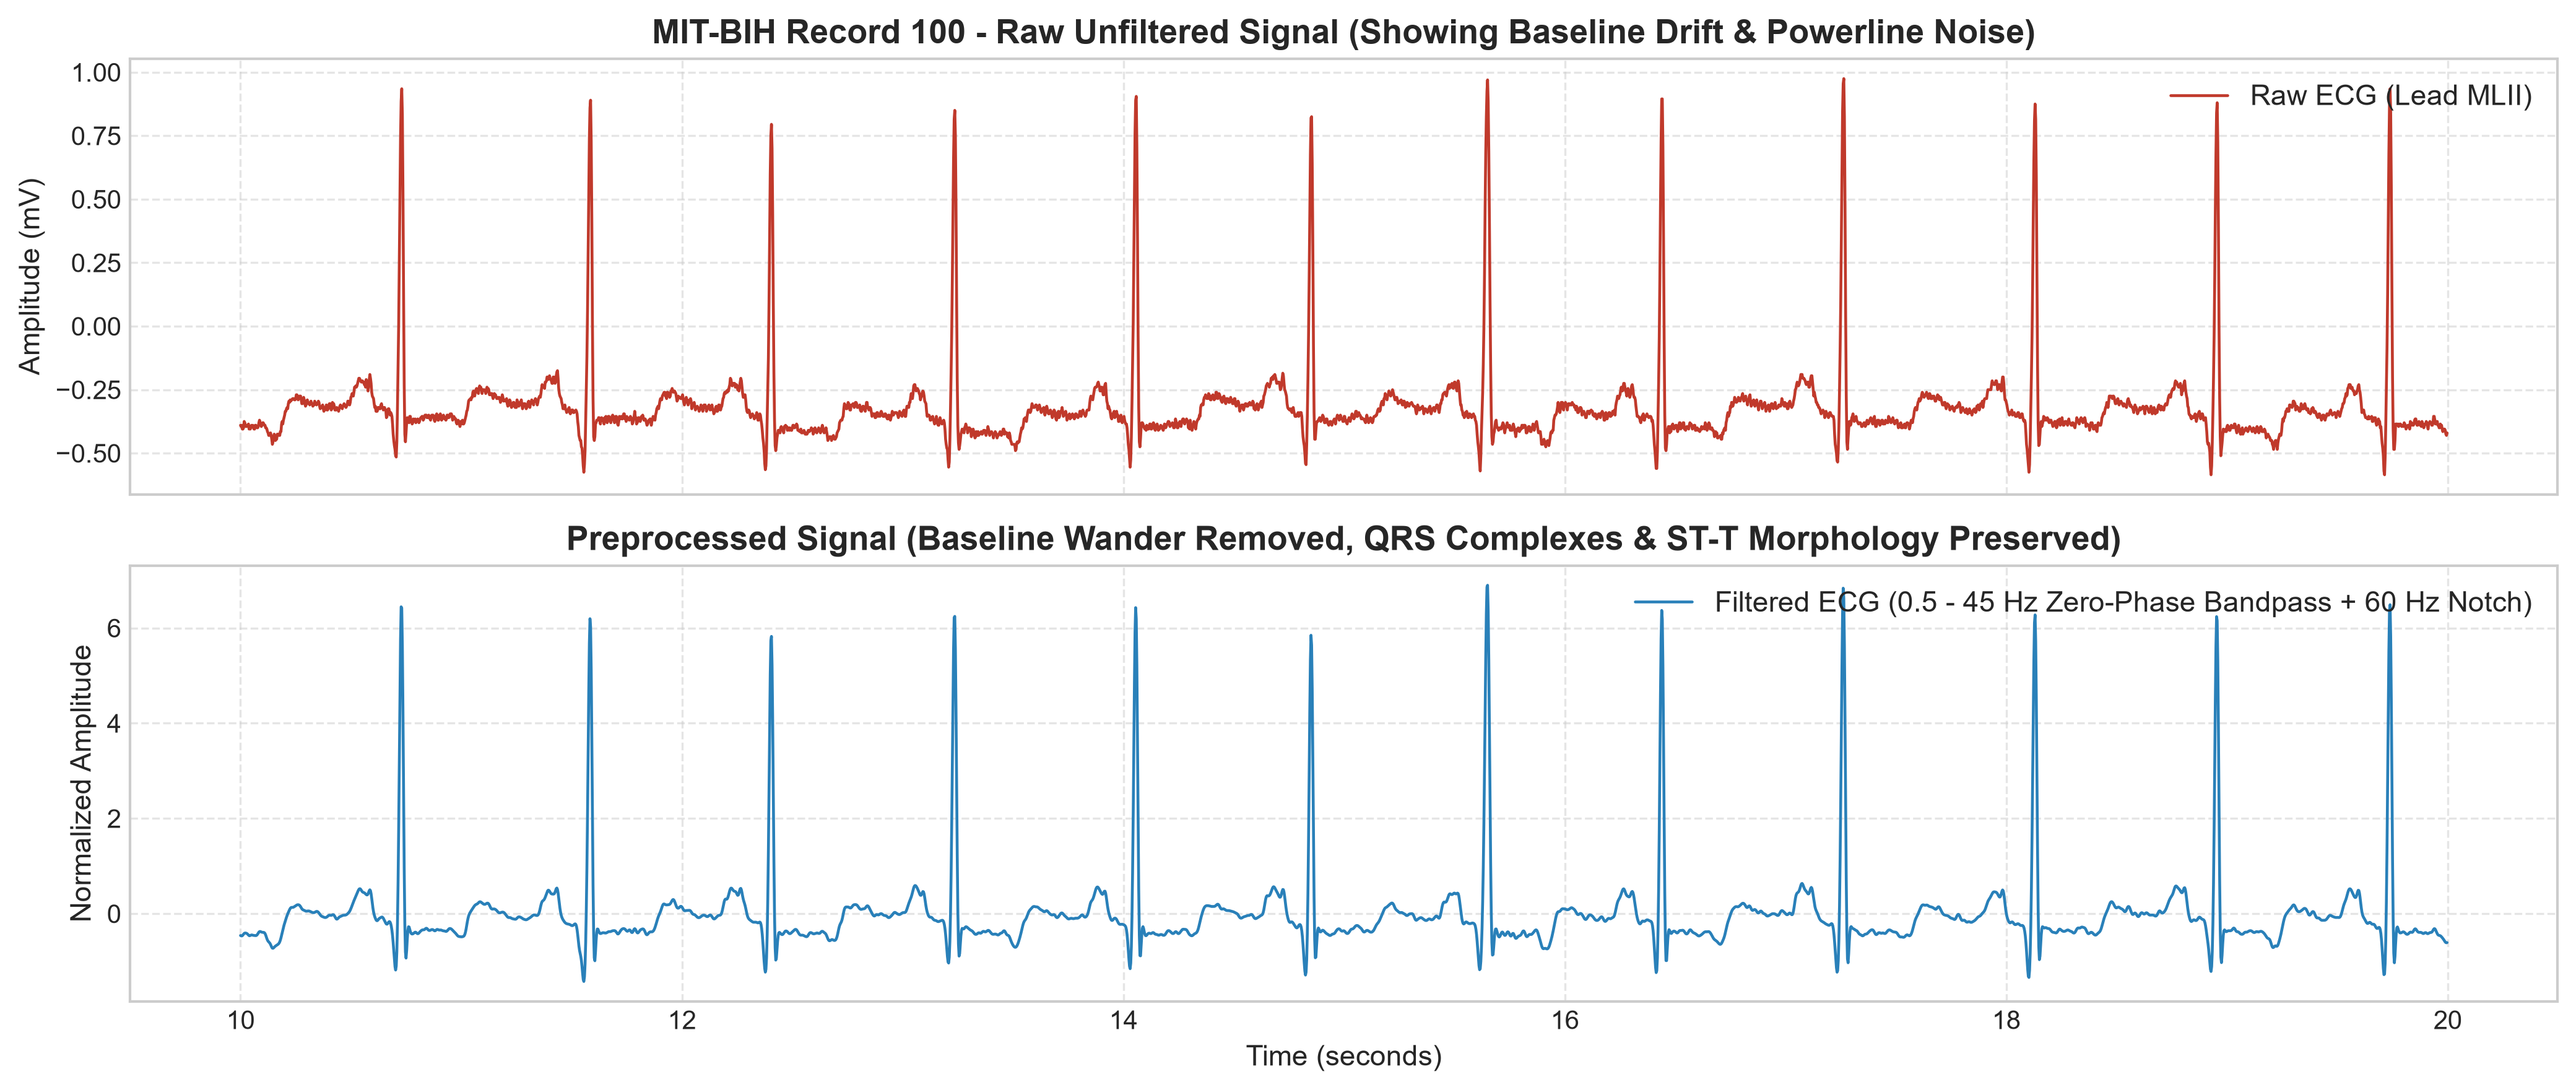 MIT-BIH Record 100 - Raw Unfiltered Signal (Showing Baseline Drift & Powerline Noise)
1.00
0.75
0.50
0.25
0.00
−0.25
−0.50
Amplitude (mV)
Raw ECG (Lead MLII)
Preprocessed Signal (Baseline Wander Removed, QRS Complexes & ST-T Morphology Preserved)
6
4
2
0
Normalized Amplitude
Filtered ECG (0.5 - 45 Hz Zero-Phase Bandpass + 60 Hz Notch)
10 12 14 16 18 20
Time (seconds)